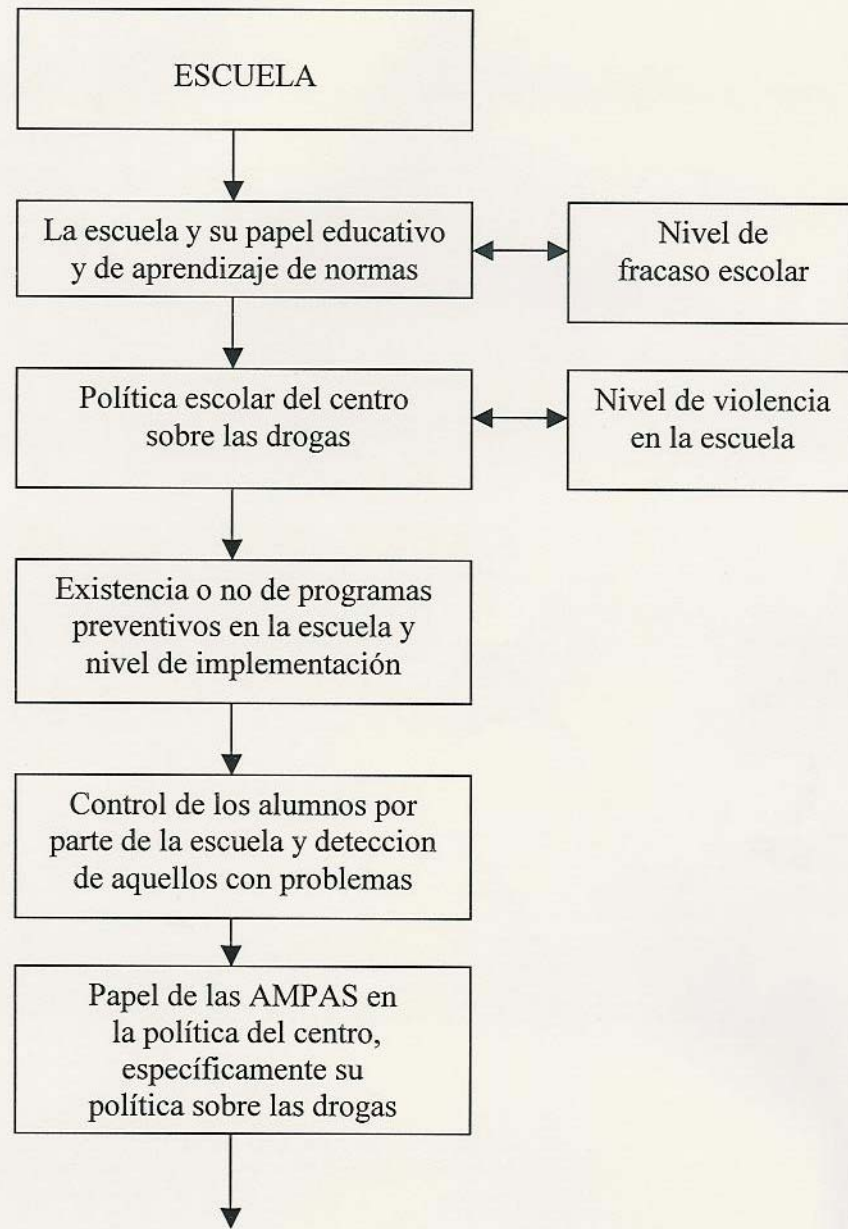 ESCUELA
La escuela y su papel educativo
y de aprendizaje de normas
Nivel de
fracaso escolar
Política escolar del centro
sobre las drogas
Nivel de violencia
en la escuela
Existencia o no de programas
preventivos en la escuela y
nivel de implementación
Control de los alumnos por
parte de la escuela y deteccion
de aquellos con problemas
Papel de las AMPAS en
la política del centro,
específicamente su
política sobre las drogas